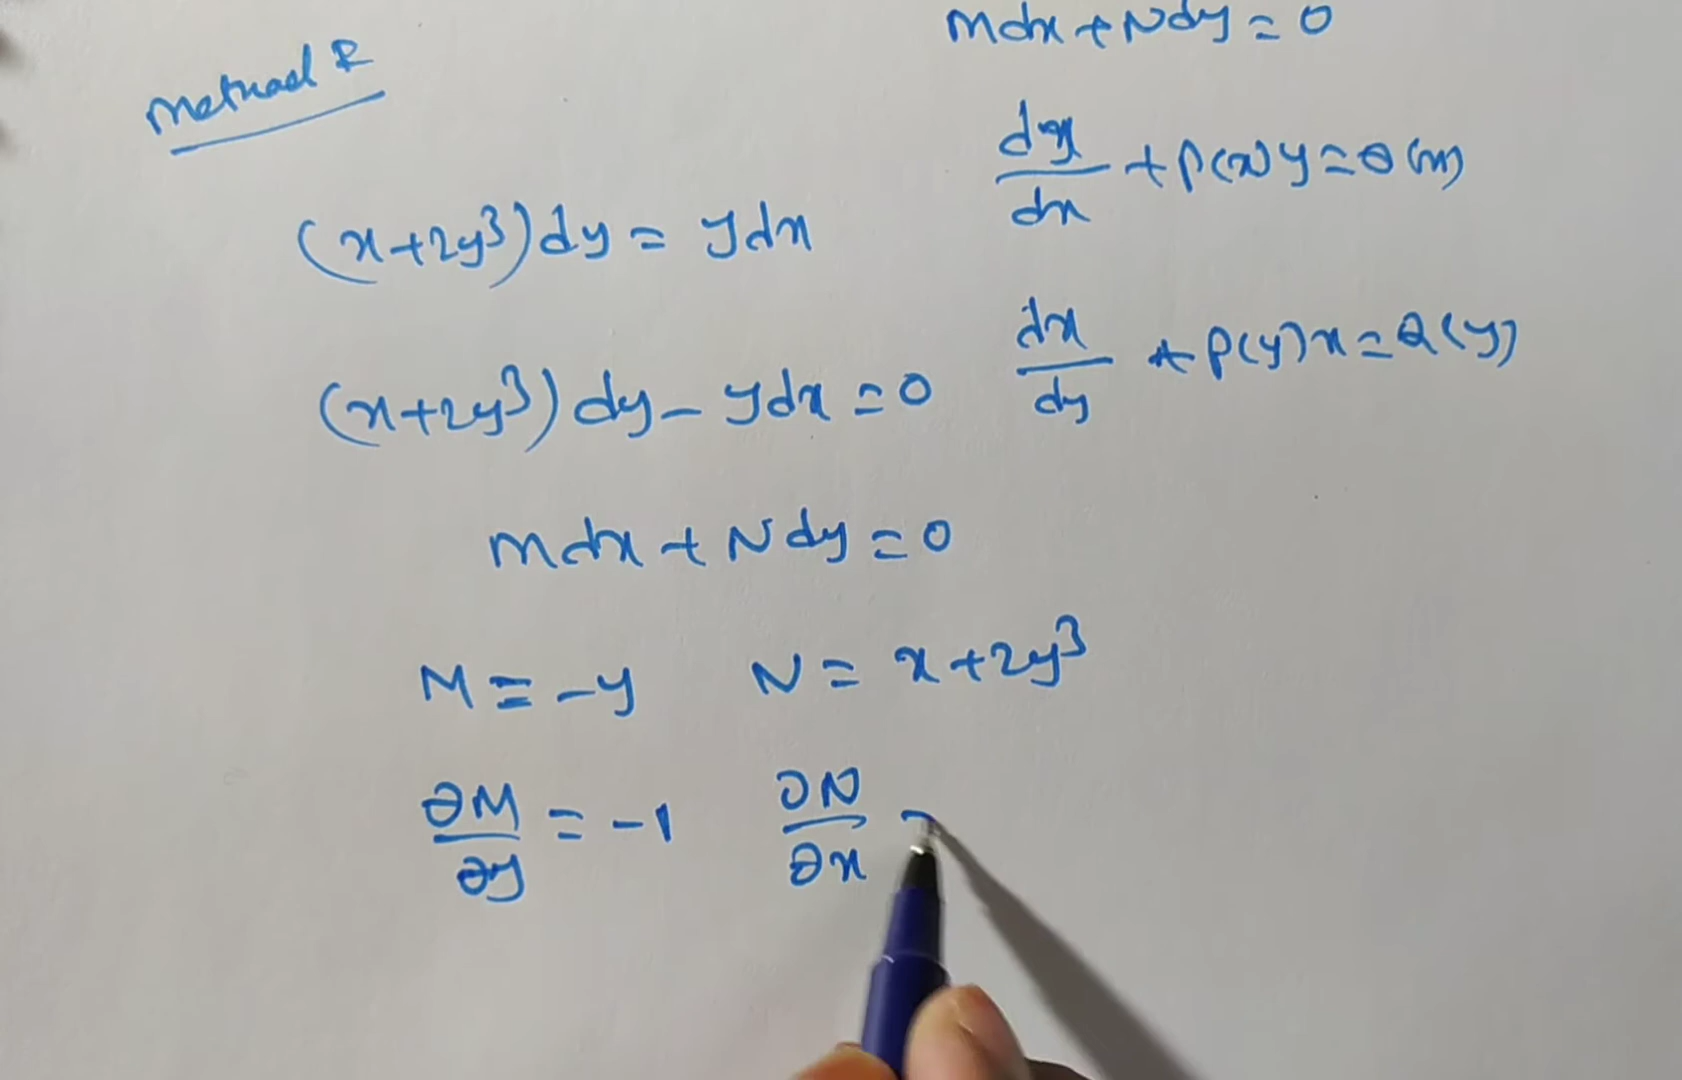 Mdx + Ndy = 0
Method 2
dy/dx + P(x)y = Q(x)
(x+2y³)dy = ydx
dx/dy + P(y)x = Q(y)
(x+2y³)dy - ydx = 0
Mdx + Ndy = 0
M = -y N = x+2y³
∂M/∂y = -1 ∂N/∂x =